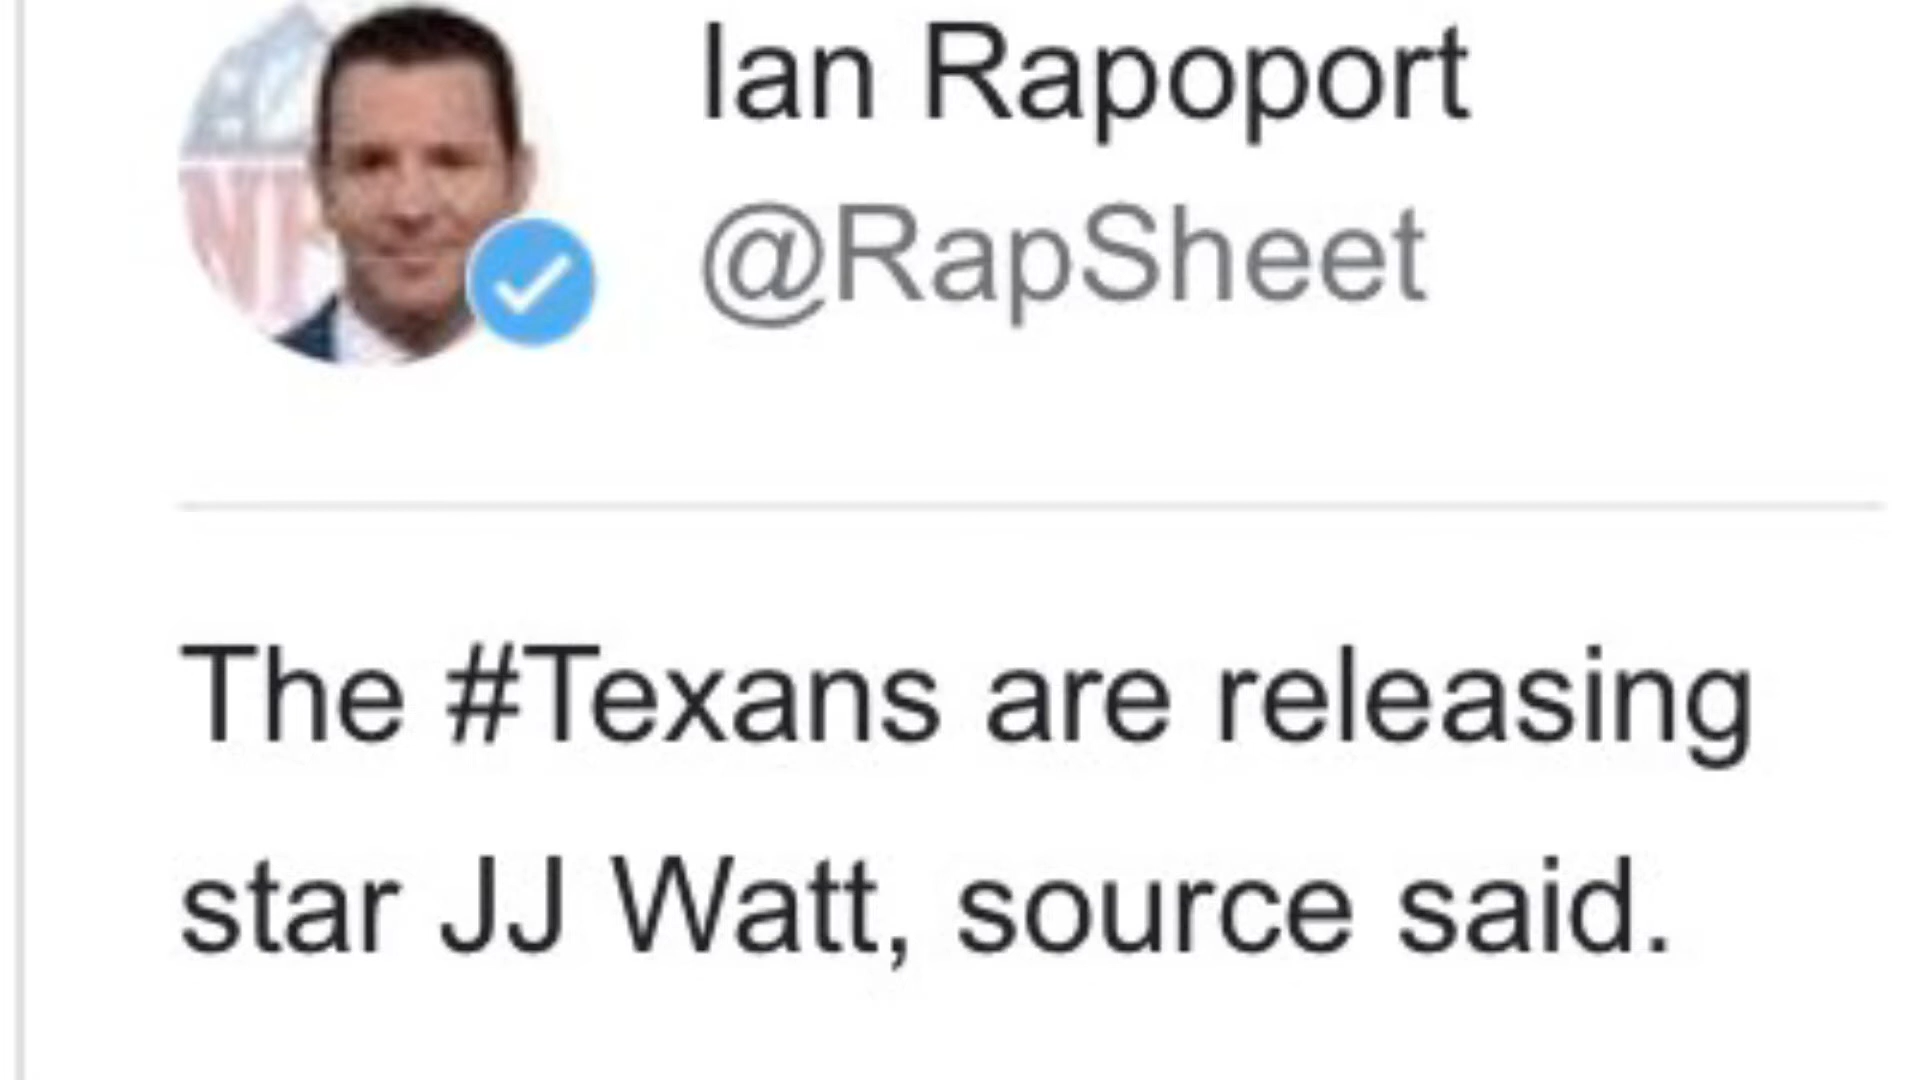 Ian Rapoport
@RapSheet
The #Texans are releasing
star JJ Watt, source said.